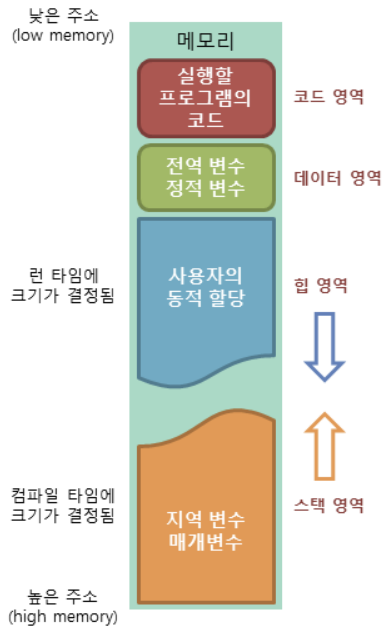 낮은 주소
(low memory)
메모리
실행할
프로그램의
코드
코드 영역
전역 변수
정적 변수
데이터 영역
런 타임에
크기가 결정됨
사용자의
동적 할당
힙 영역
컴파일 타임에
크기가 결정됨
지역 변수
매개변수
스택 영역
높은 주소
(high memory)